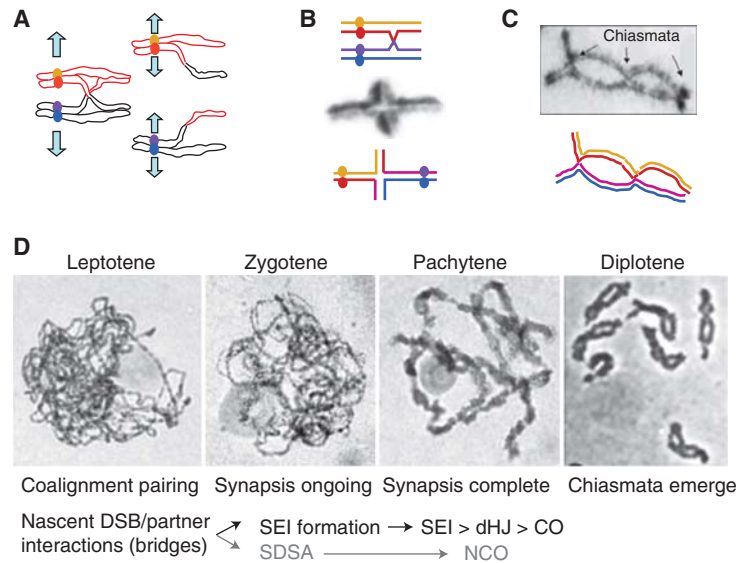 A
B
C
Chiasmata
D
Leptotene
Zygotene
Pachytene
Diplotene
Coalignment pairing
Synapsis ongoing
Synapsis complete
Chiasmata emerge
Nascent DSB/partner
interactions (bridges)
SEI formation
SEI > dHJ > CO
SDSA
NCO